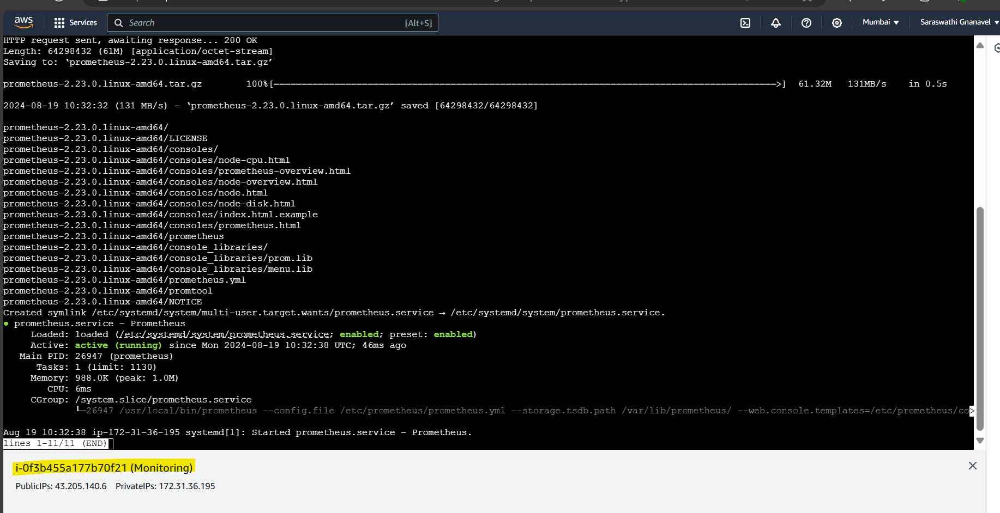 aws Services Search [Alt+S] Mumbai Saraswathi Gnanavel
HTTP request sent, awaiting response... 200 OK
Length: 64298432 (61M) [application/octet-stream]
Saving to: ‘prometheus-2.23.0.linux-amd64.tar.gz’
prometheus-2.23.0.linux-amd64.tar.gz 100%[===========================================================================================>] 61.32M 131MB/s in 0.5s
2024-08-19 10:32:32 (131 MB/s) - ‘prometheus-2.23.0.linux-amd64.tar.gz’ saved [64298432/64298432]
prometheus-2.23.0.linux-amd64/
prometheus-2.23.0.linux-amd64/LICENSE
prometheus-2.23.0.linux-amd64/consoles/
prometheus-2.23.0.linux-amd64/consoles/node-cpu.html
prometheus-2.23.0.linux-amd64/consoles/prometheus-overview.html
prometheus-2.23.0.linux-amd64/consoles/node-overview.html
prometheus-2.23.0.linux-amd64/consoles/node.html
prometheus-2.23.0.linux-amd64/consoles/node-disk.html
prometheus-2.23.0.linux-amd64/consoles/index.html.example
prometheus-2.23.0.linux-amd64/consoles/prometheus.html
prometheus-2.23.0.linux-amd64/prometheus
prometheus-2.23.0.linux-amd64/console_libraries/
prometheus-2.23.0.linux-amd64/console_libraries/prom.lib
prometheus-2.23.0.linux-amd64/console_libraries/menu.lib
prometheus-2.23.0.linux-amd64/prometheus.yml
prometheus-2.23.0.linux-amd64/promtool
prometheus-2.23.0.linux-amd64/NOTICE
Created symlink /etc/systemd/system/multi-user.target.wants/prometheus.service → /etc/systemd/system/prometheus.service.
● prometheus.service - Prometheus
Loaded: loaded (/etc/systemd/system/prometheus.service; enabled; preset: enabled)
Active: active (running) since Mon 2024-08-19 10:32:38 UTC; 46ms ago
Main PID: 26947 (prometheus)
Tasks: 1 (limit: 1130)
Memory: 988.0K (peak: 1.0M)
CPU: 6ms
CGroup: /system.slice/prometheus.service
└─26947 /usr/local/bin/prometheus --config.file /etc/prometheus/prometheus.yml --storage.tsdb.path /var/lib/prometheus/ --web.console.templates=/etc/prometheus/co>
Aug 19 10:32:38 ip-172-31-36-195 systemd[1]: Started prometheus.service - Prometheus.
lines 1-11/11 (END)
i-0f3b455a177b70f21 (Monitoring)
PublicIPs: 43.205.140.6 PrivateIPs: 172.31.36.195